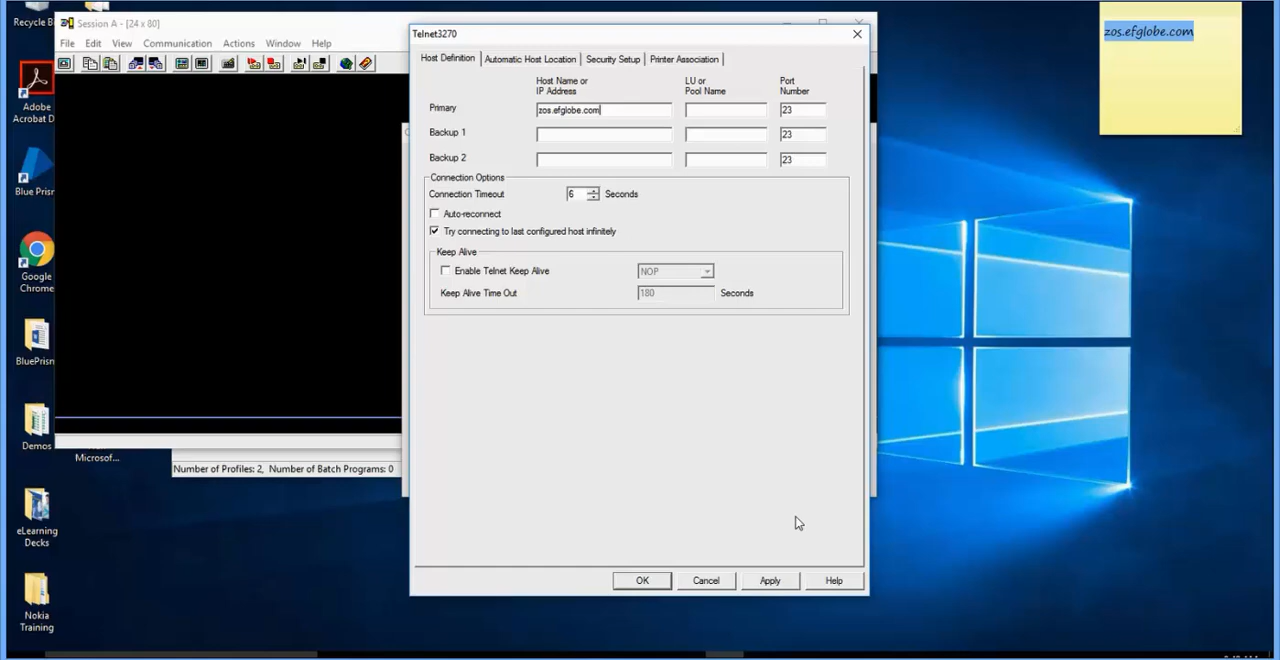 Recycle B
Session A - [24 x 80]
File Edit View Communication Actions Window Help
Telnet3270
zos.efglobe.com
Host Definition Automatic Host Location Security Setup Printer Association
Host Name or IP Address
LU or Pool Name
Port Number
Primary zos.efglobe.com 23
Backup 1 23
Backup 2 23
Connection Options
Connection Timeout 6 Seconds
Auto-reconnect
Try connecting to last configured host infinitely
Keep Alive
Enable Telnet Keep Alive NOP
Keep Alive Time Out 180 Seconds
OK Cancel Apply Help
Number of Profiles: 2, Number of Batch Programs: 0
Adobe
Acrobat D
Blue Prism
Google
Chrome
BluePrism
Demos
Microsof...
eLearning
Decks
Nokia
Training